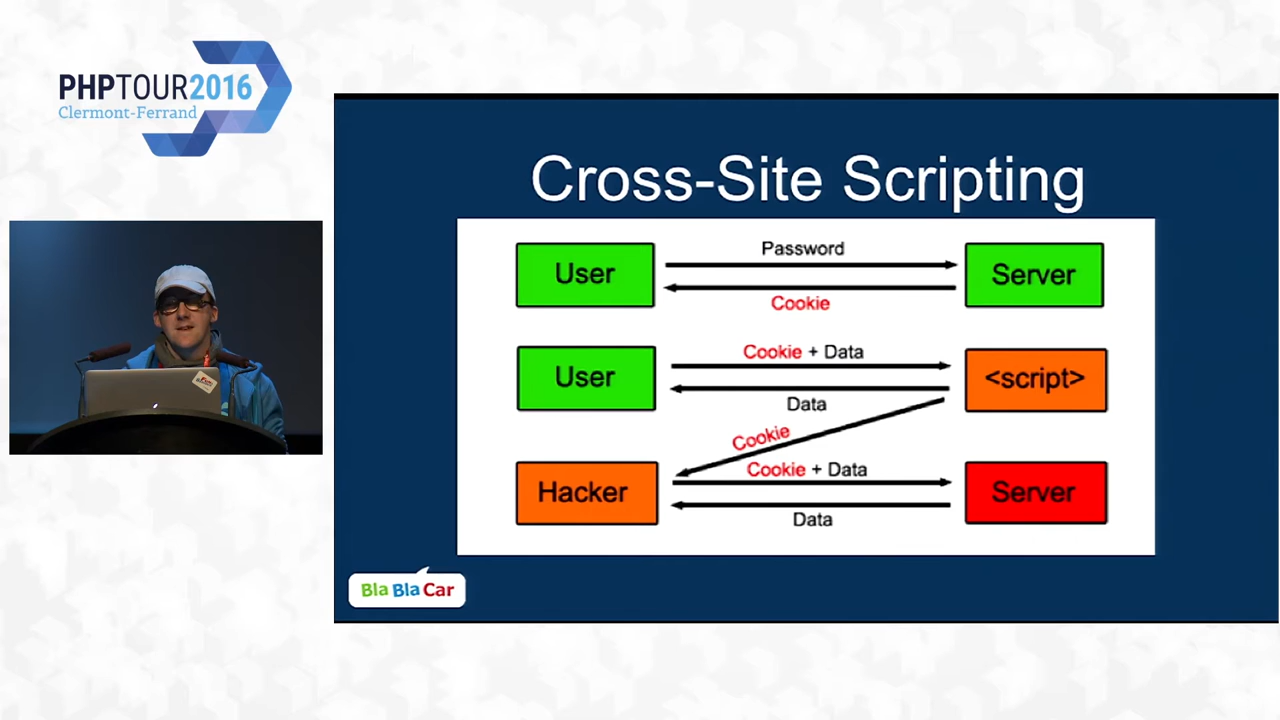 PHPTOUR2016
Clermont-Ferrand
Cross-Site Scripting
User
Password
Cookie
Server
User
Cookie + Data
Data
<script>
Cookie
Hacker
Cookie + Data
Data
Server
BlaBlaCar